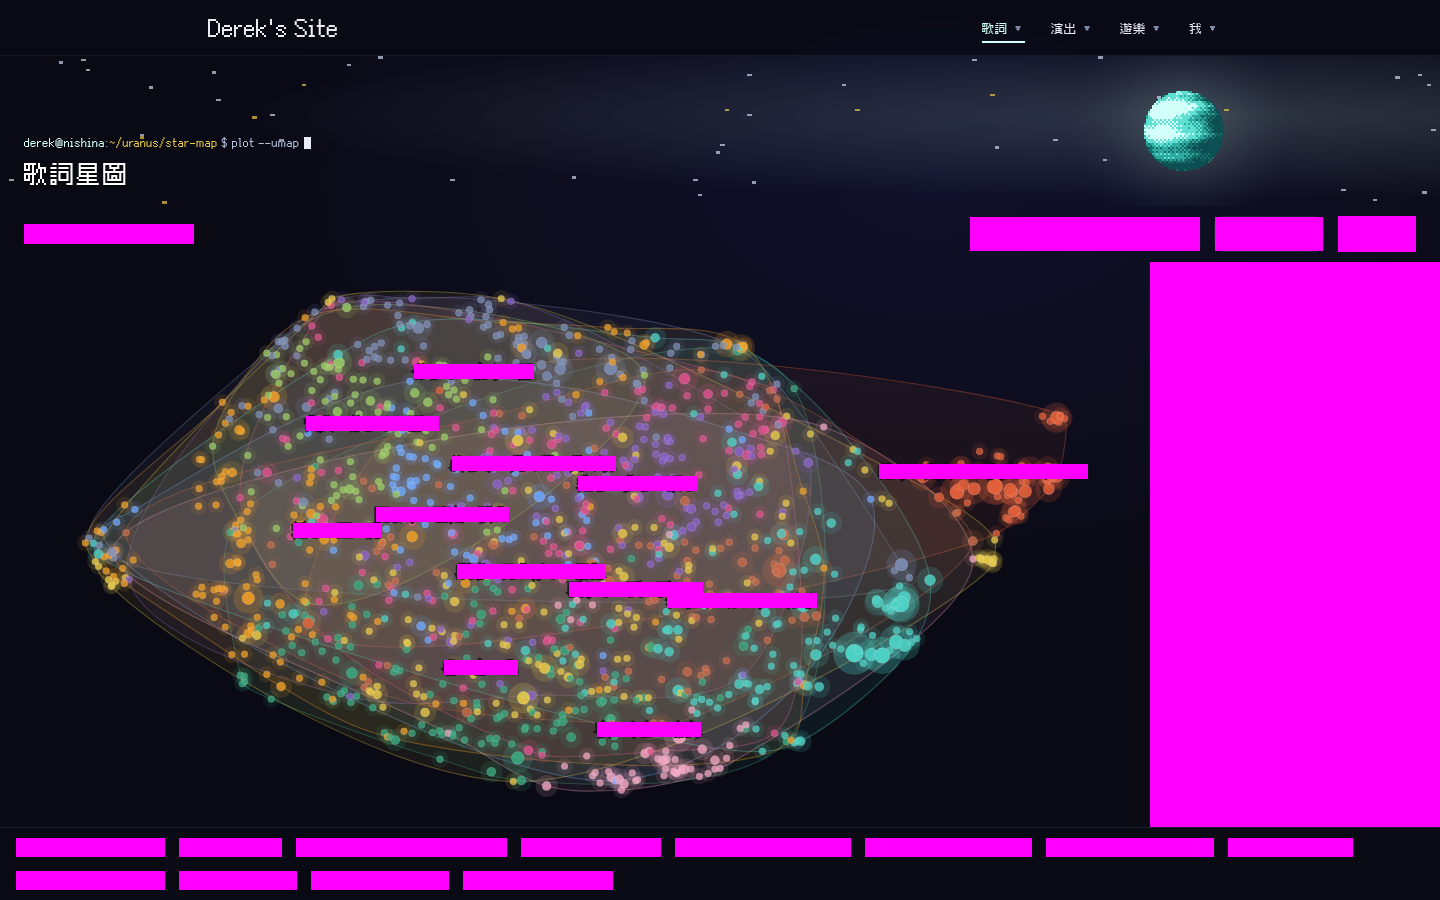 Derek's Site
歌詞 ▼ 演出 ▼ 遊樂 ▼ 我 ▼
derek@nishina:~/uranus/star-map $ plot --umap
歌詞星圖